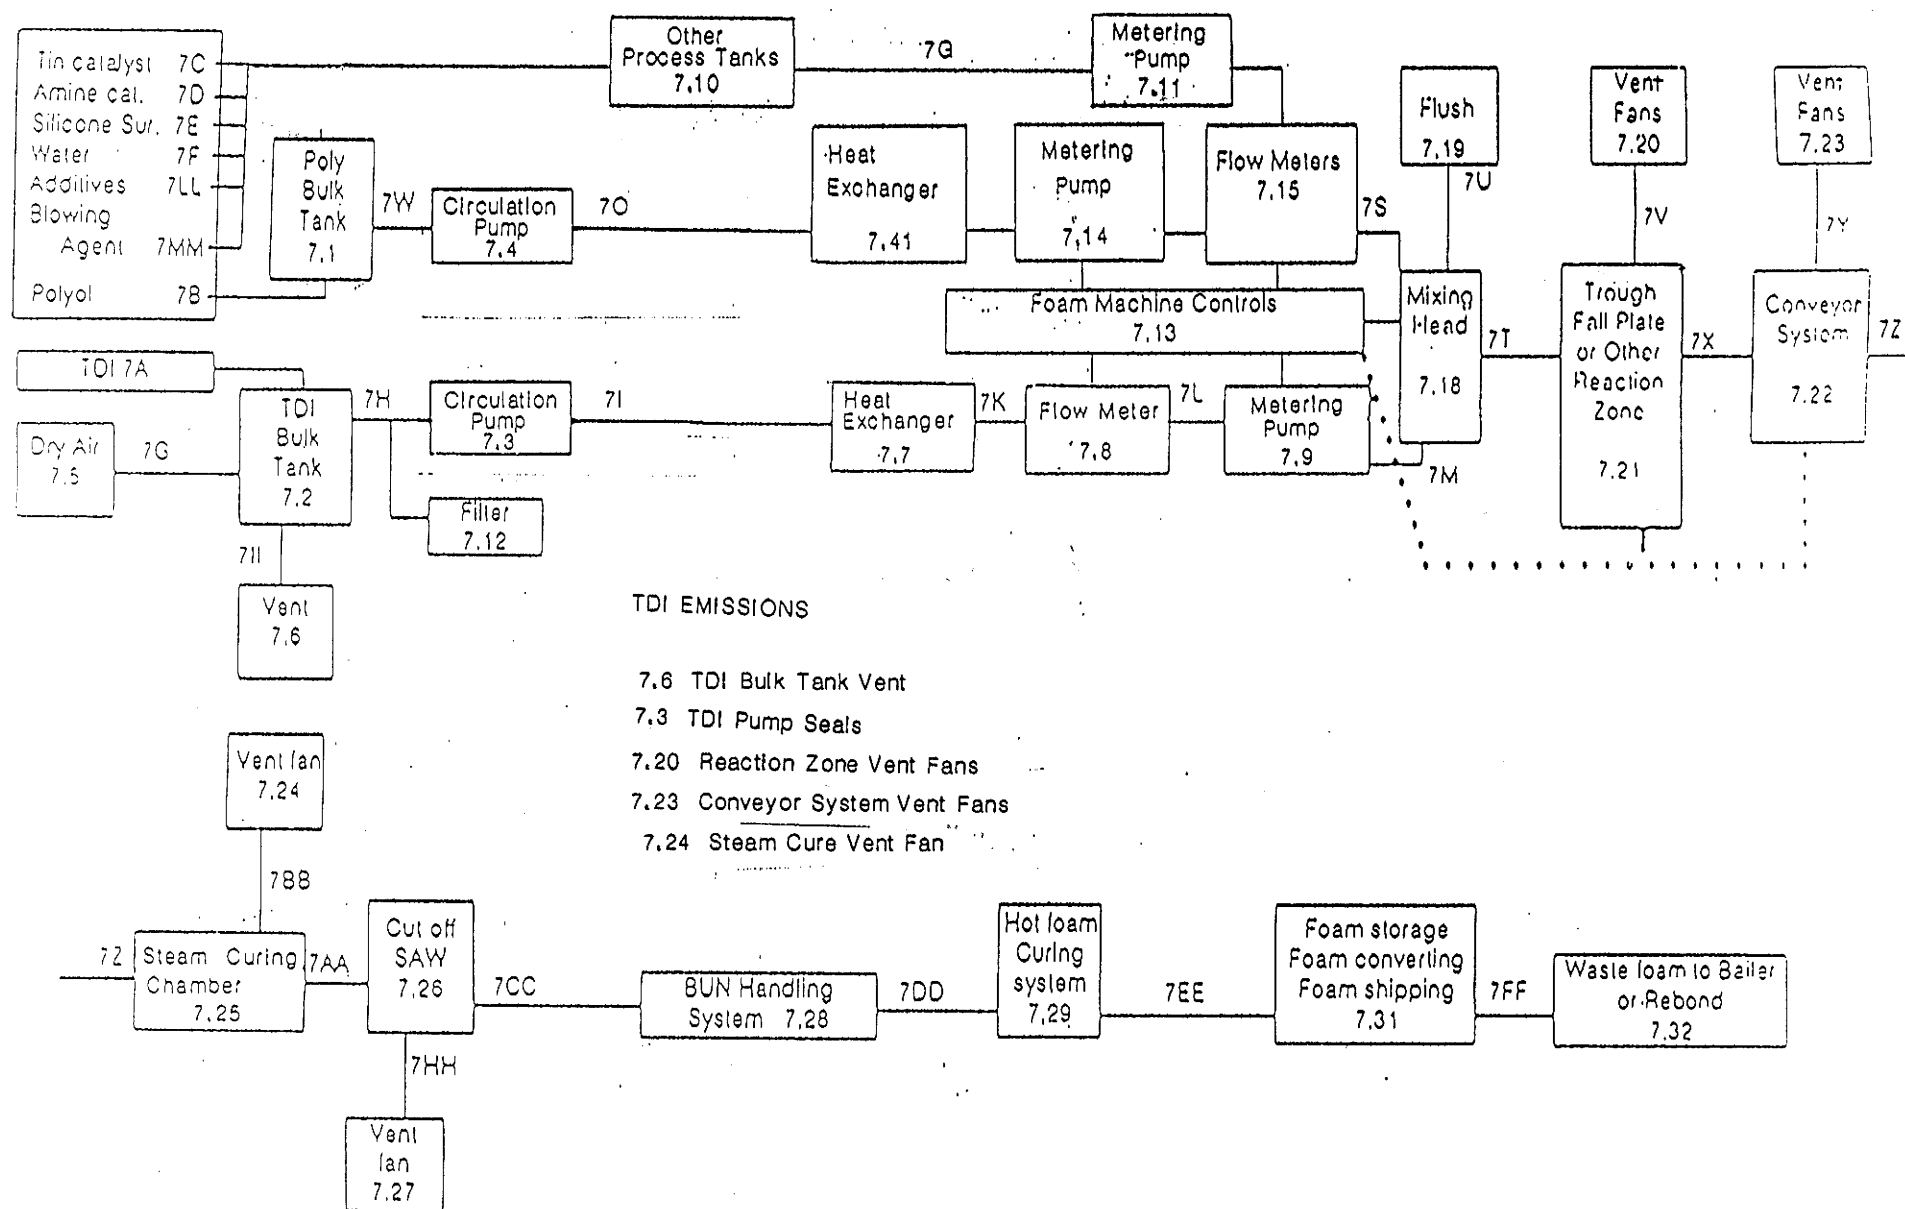 Tin catalyst 7C
Amine cat. 7D
Silicone Sur. 7E
Water 7F
Additives 7LL
Blowing
Agent 7MM
Polyol 7B
Poly
Bulk
Tank
7.1
7W
Circulation
Pump
7.4
7O
Other
Process Tanks
7.10
7G
Metering
Pump
7.11
Heat
Exchanger
7.41
Metering
Pump
7.14
Flow Meters
7.15
7S
Flush
7.19
7U
Vent
Fans
7.20
7V
Vent
Fans
7.23
7Y
Foam Machine Controls
7.13
Mixing
Head
7.18
7T
Trough
Fall Plate
or Other
Reaction
Zone
7.21
7X
Conveyor
System
7.22
7Z
TDI 7A
Dry Air
7.5
7G
TDI
Bulk
Tank
7.2
7H
Circulation
Pump
7.3
7I
Heat
Exchanger
7.7
7K
Flow Meter
7.8
7L
Metering
Pump
7.9
7M
Filter
7.12
7II
Vent
7.6
TDI EMISSIONS
7.6 TDI Bulk Tank Vent
7.3 TDI Pump Seals
7.20 Reaction Zone Vent Fans
7.23 Conveyor System Vent Fans
7.24 Steam Cure Vent Fan
Vent fan
7.24
7BB
7Z
Steam Curing
Chamber
7.25
7AA
Cut off
SAW
7.26
7CC
BUN Handling
System 7.28
7DD
Hot foam
Curing
system
7.29
7EE
Foam storage
Foam converting
Foam shipping
7.31
7FF
Waste foam to Bailer
or Rebond
7.32
7HH
Vent
fan
7.27